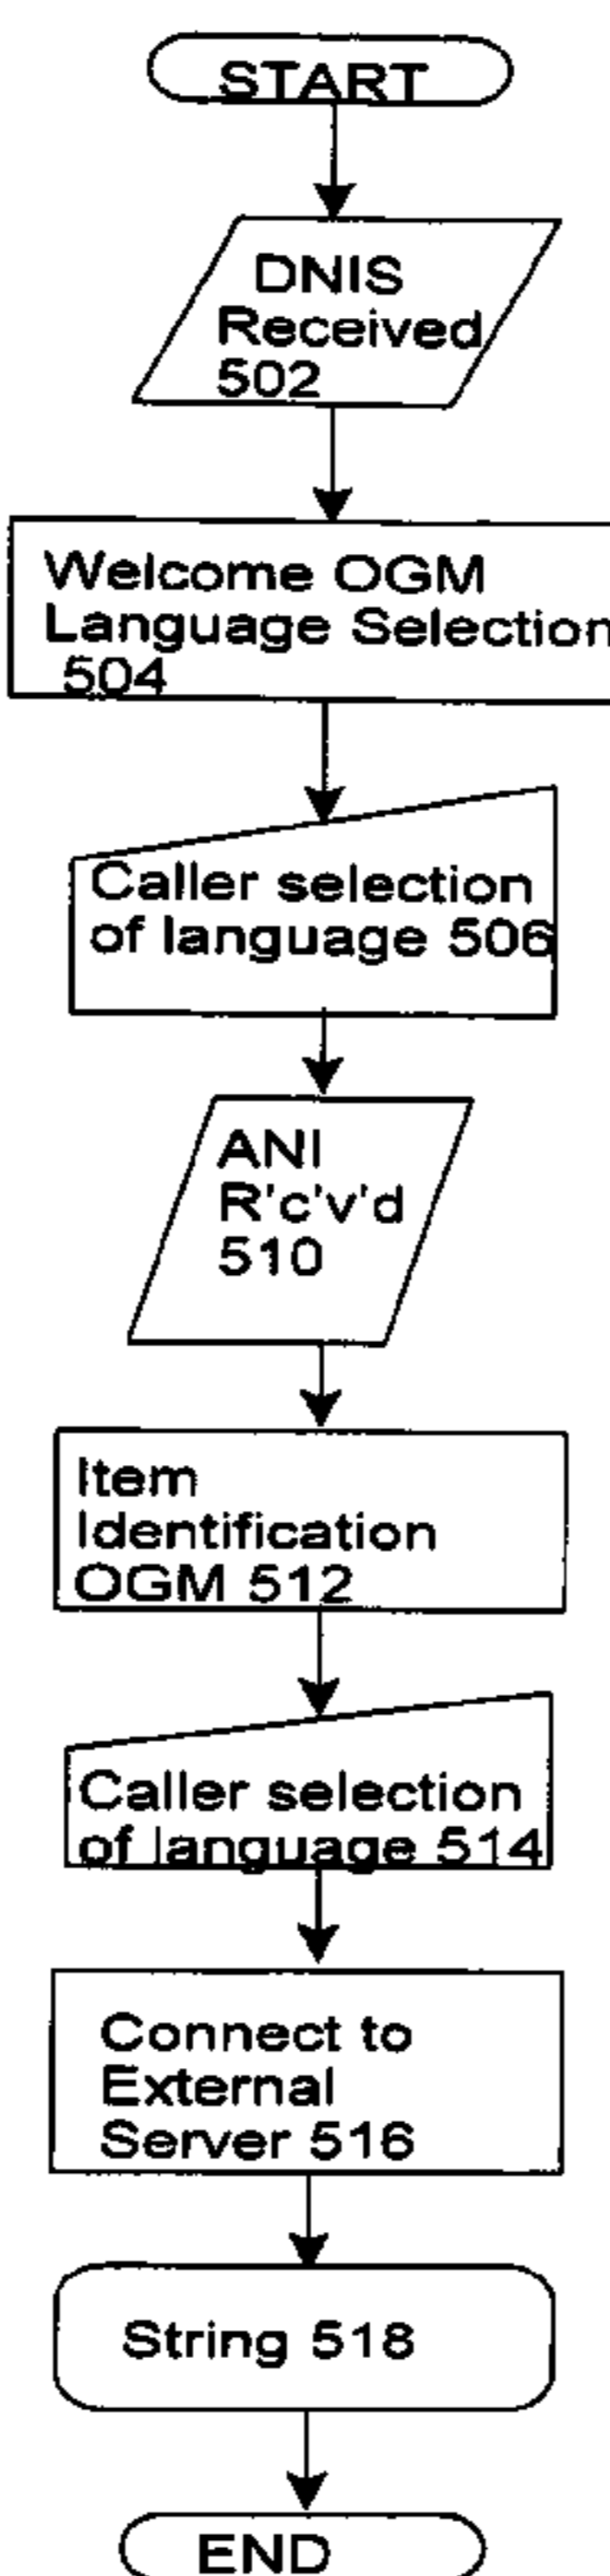 START
DNIS
Received
502
Welcome OGM
Language Selection
504
Caller selection
of language 506
ANI
R'c'v'd
510
Item
Identification
OGM 512
Caller selection
of language 514
Connect to
External
Server 516
String 518
END